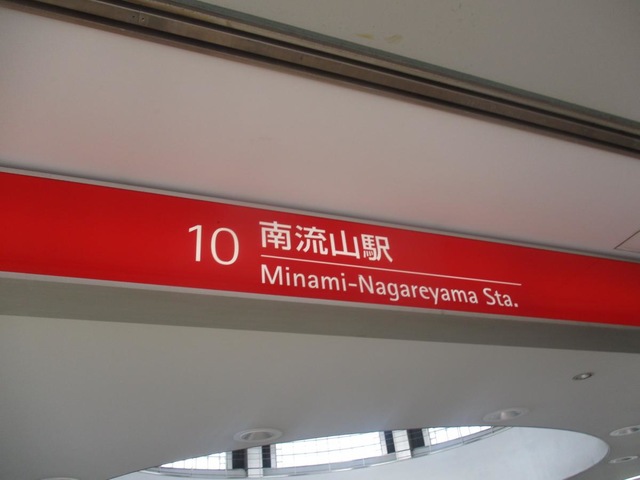 10 南流山駅
Minami-Nagareyama Sta.